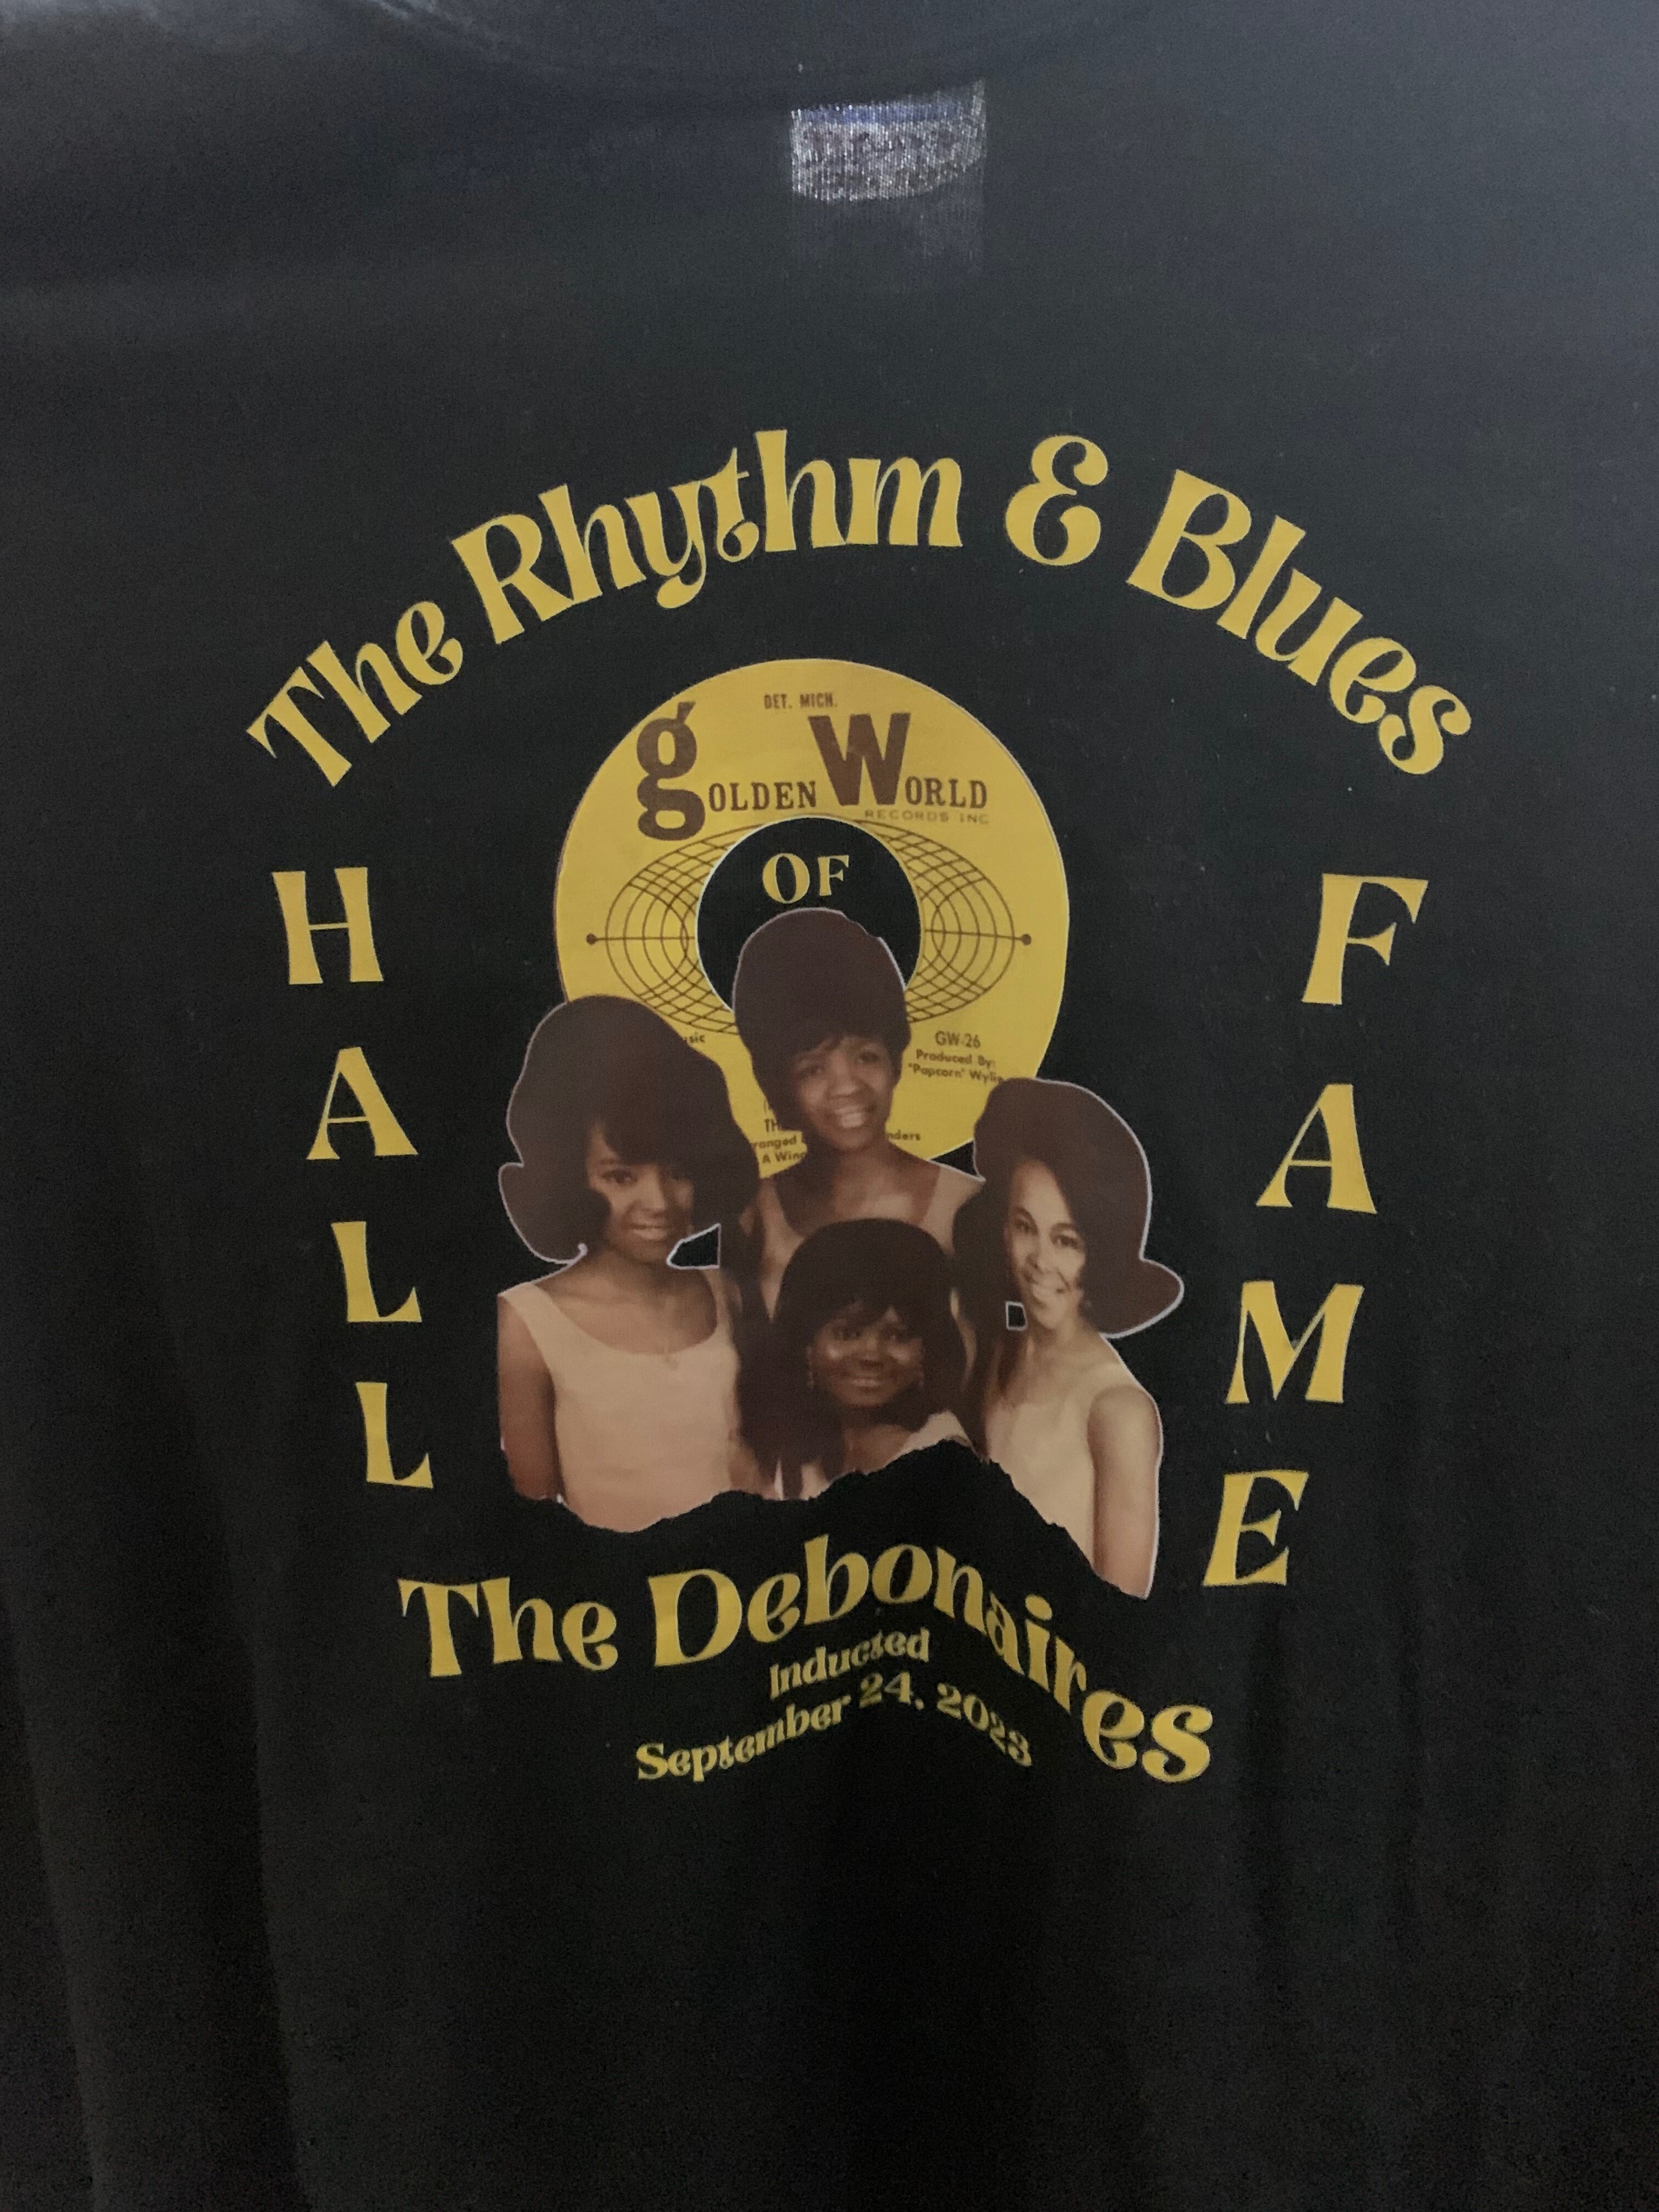 The Rhythm & Blues
HALL
OF
FAME
DET. MICH.
gOLDEN WORLD
RECORDS INC
GW-26
Produced By:
"Popcorn"
A
The Debonaires
Inducted
September 24, 2023